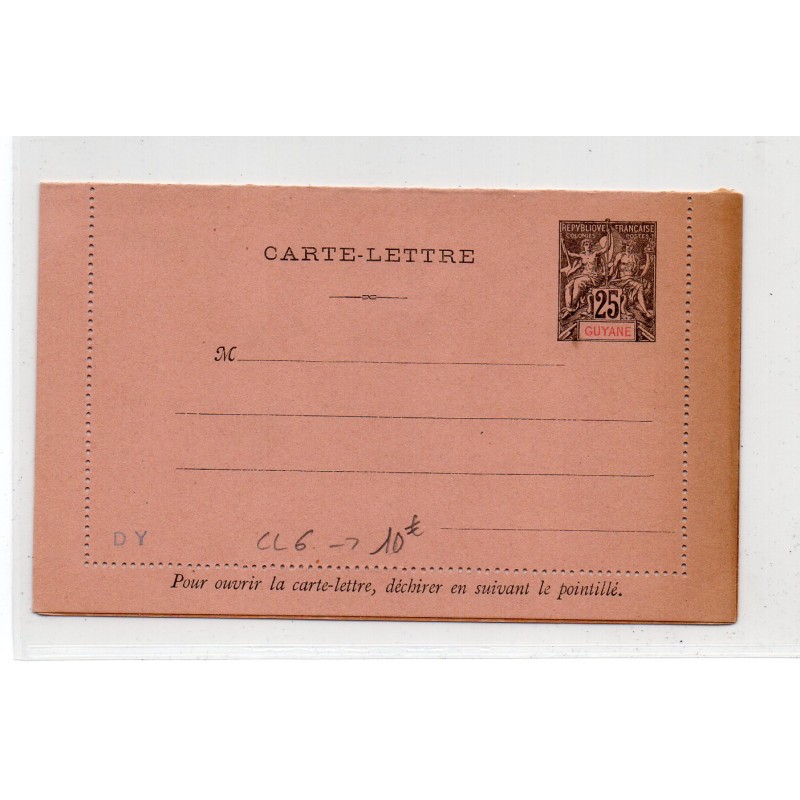 REPVBLIQVE FRANÇAISE
COLONIES POSTES
CARTE-LETTRE
25
GUYANE
M
DY
CL6 → 10€
Pour ouvrir la carte-lettre, déchirer en suivant le pointillé.